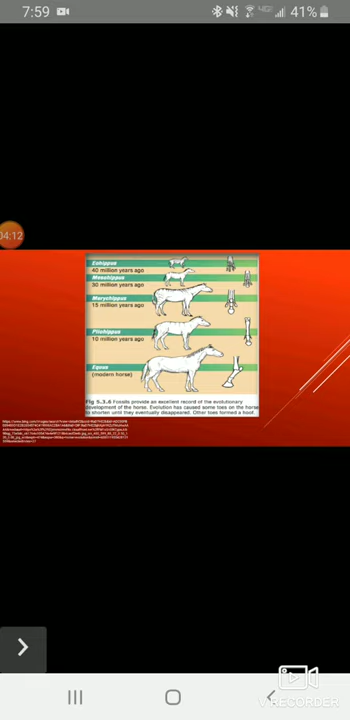 7:59
41%
04:12
Eohippus
40 million years ago
Mesohippus
30 million years ago
Merychippus
15 million years ago
Pliohippus
10 million years ago
Equus
(modern horse)
Fig 5.3.6 Fossils provide an excellent record of the evolutionary
development of the horse. Evolution has caused some toes on the horse
to shorten until they eventually disappeared. Other toes formed a hoof.
VRECORDER